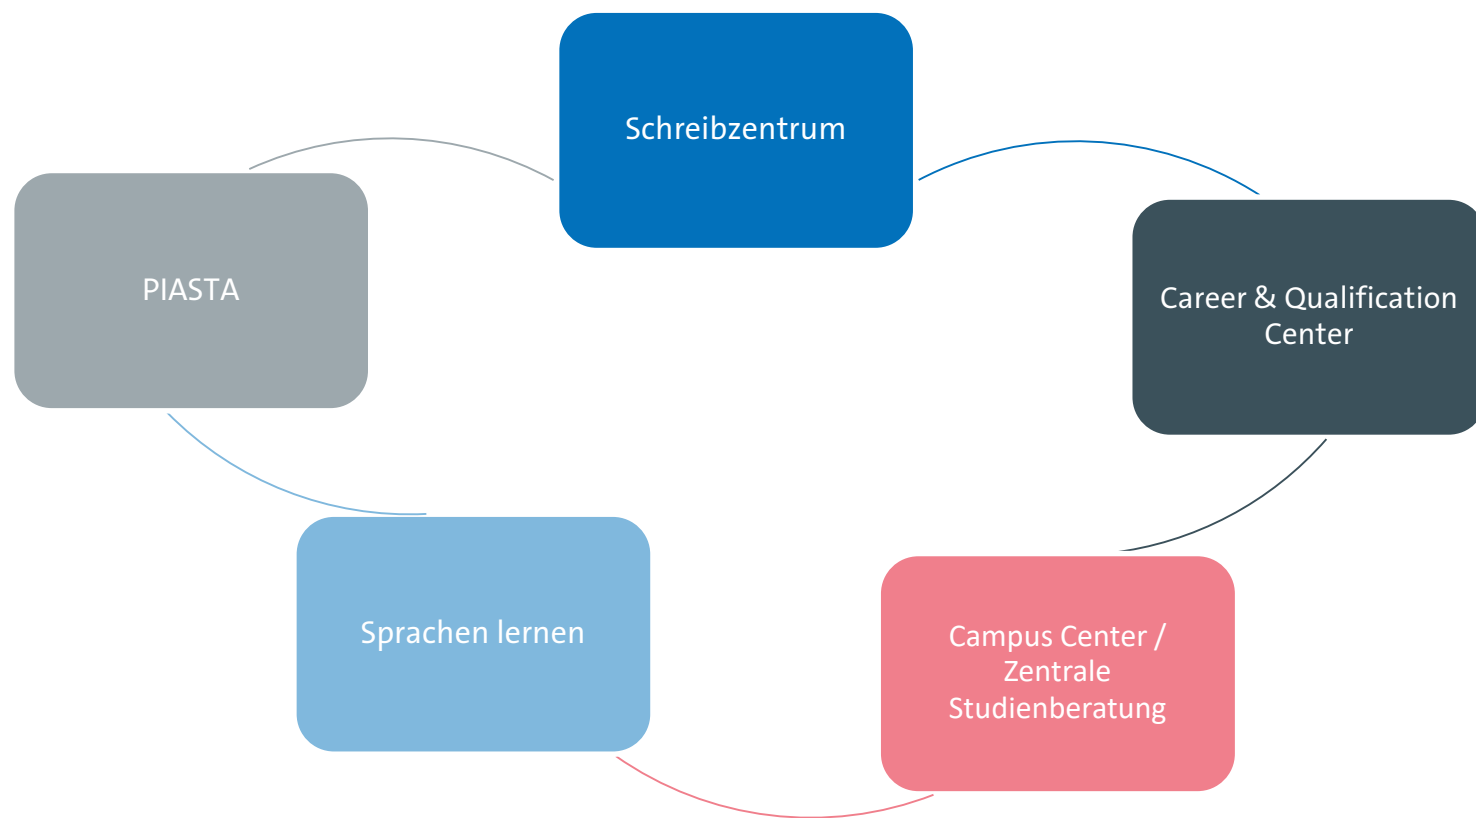 Schreibzentrum
PIASTA
Career & Qualification
Center
Sprachen lernen
Campus Center /
Zentrale
Studienberatung